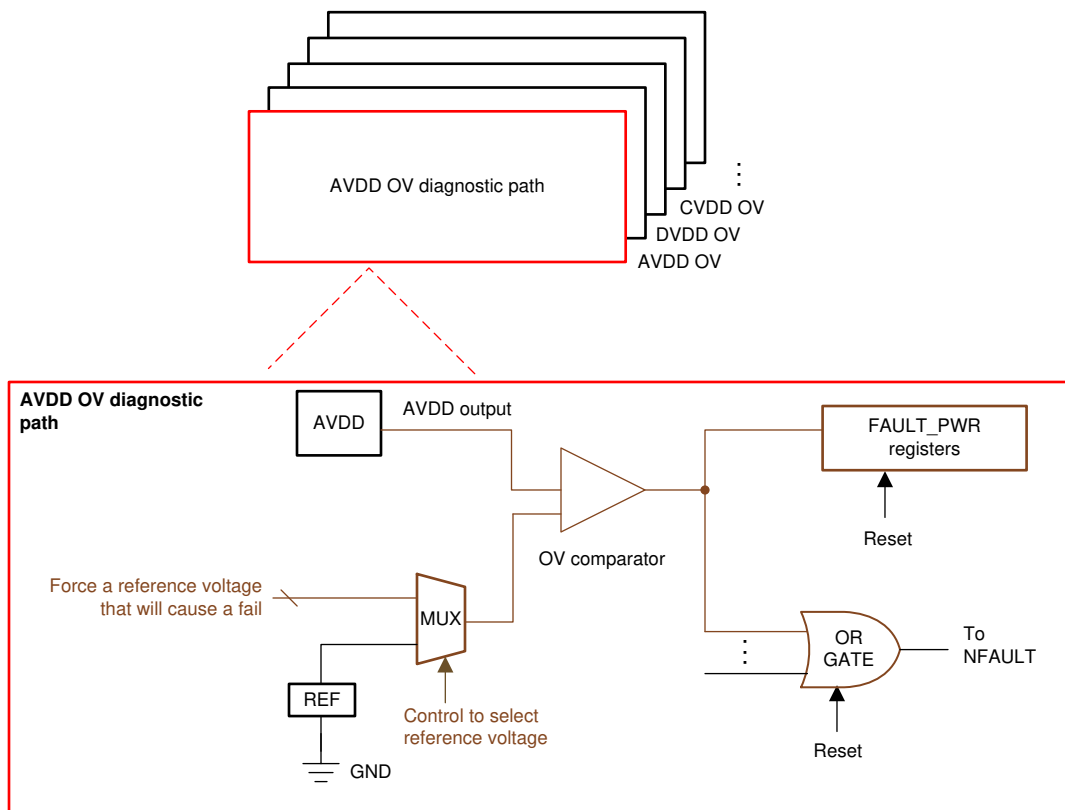 AVDD OV diagnostic path
⋮
CVDD OV
DVDD OV
AVDD OV
AVDD OV diagnostic
path
AVDD
AVDD output
FAULT_PWR
registers
Reset
OV comparator
Force a reference voltage
that will cause a fail
MUX
REF
Control to select
reference voltage
GND
⋮
OR
GATE
To
NFAULT
Reset